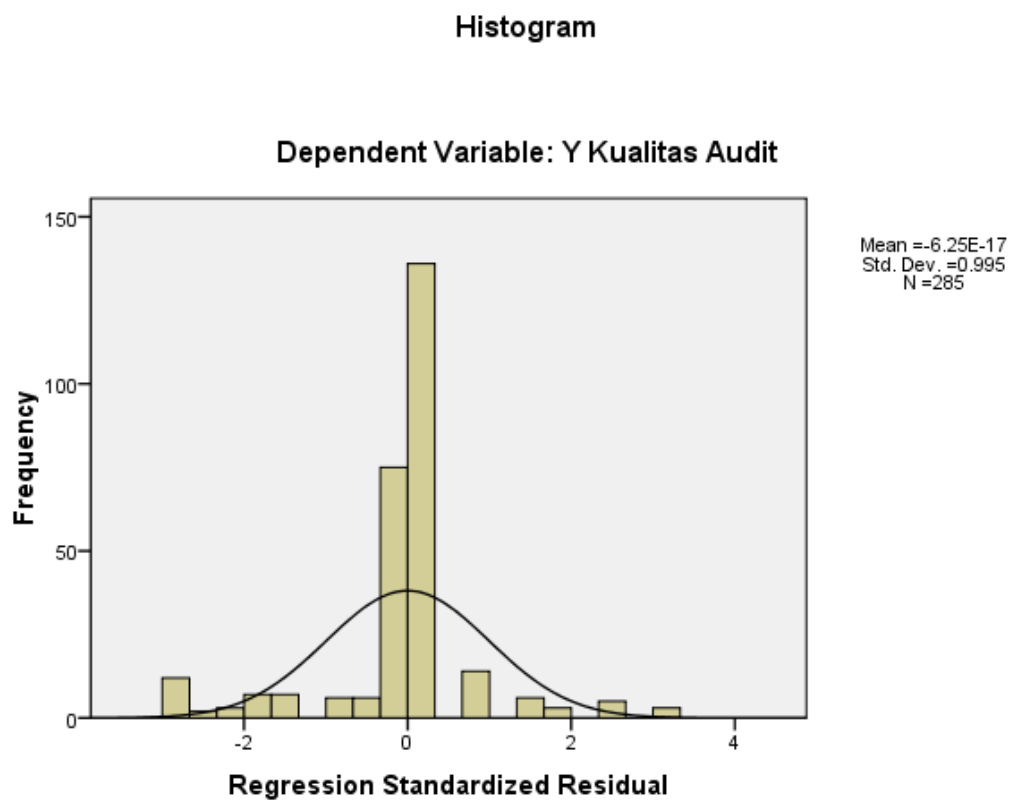 Histogram
Dependent Variable: Y Kualitas Audit
Mean =-6.25E-17
Std. Dev. =0.995
N =285
150
100
50
0
Frequency
-2
0
2
4
Regression Standardized Residual